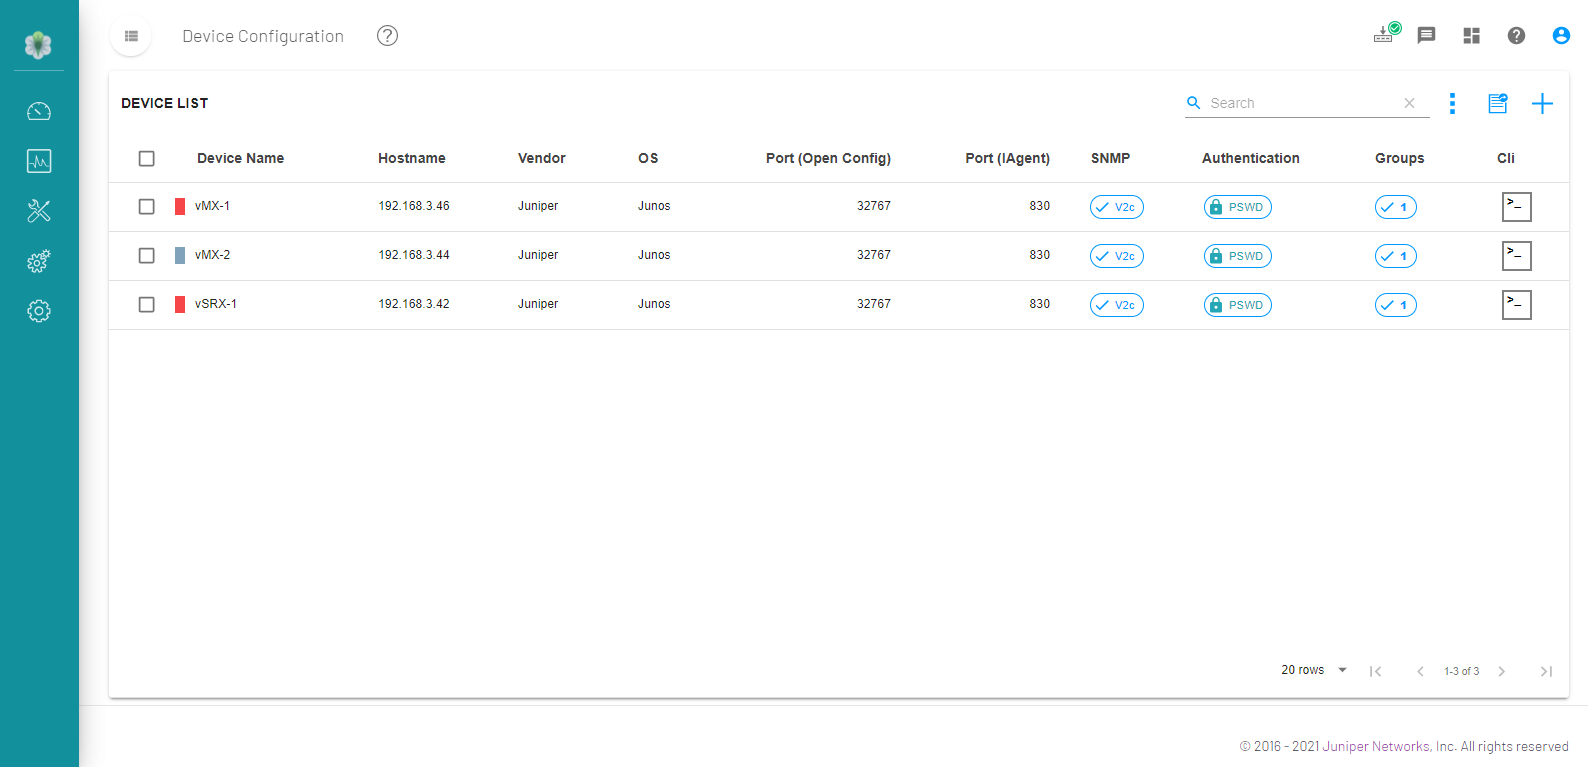 Device Configuration
DEVICE LIST
Search
Device Name Hostname Vendor OS Port (Open Config) Port (IAgent) SNMP Authentication Groups Cli
vMX-1 192.168.3.46 Juniper Junos 32767 830 V2c PSWD 1 >_
vMX-2 192.168.3.44 Juniper Junos 32767 830 V2c PSWD 1 >_
vSRX-1 192.168.3.42 Juniper Junos 32767 830 V2c PSWD 1 >_
20 rows 1-3 of 3
© 2016 - 2021 Juniper Networks, Inc. All rights reserved